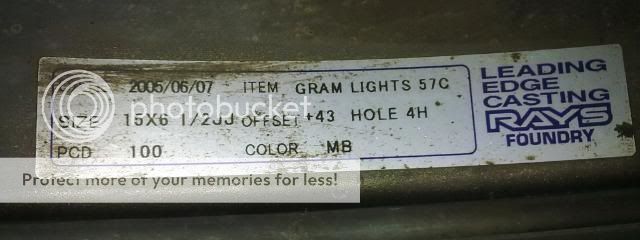 2005/06/07 ITEM GRAM LIGHTS 57C
SIZE 15X6 1/2JJ OFFSET +43 HOLE 4H
PCD 100 COLOR MB
LEADING
EDGE
CASTING
RAYS
FOUNDRY
photobucket
Protect more of your memories for less!